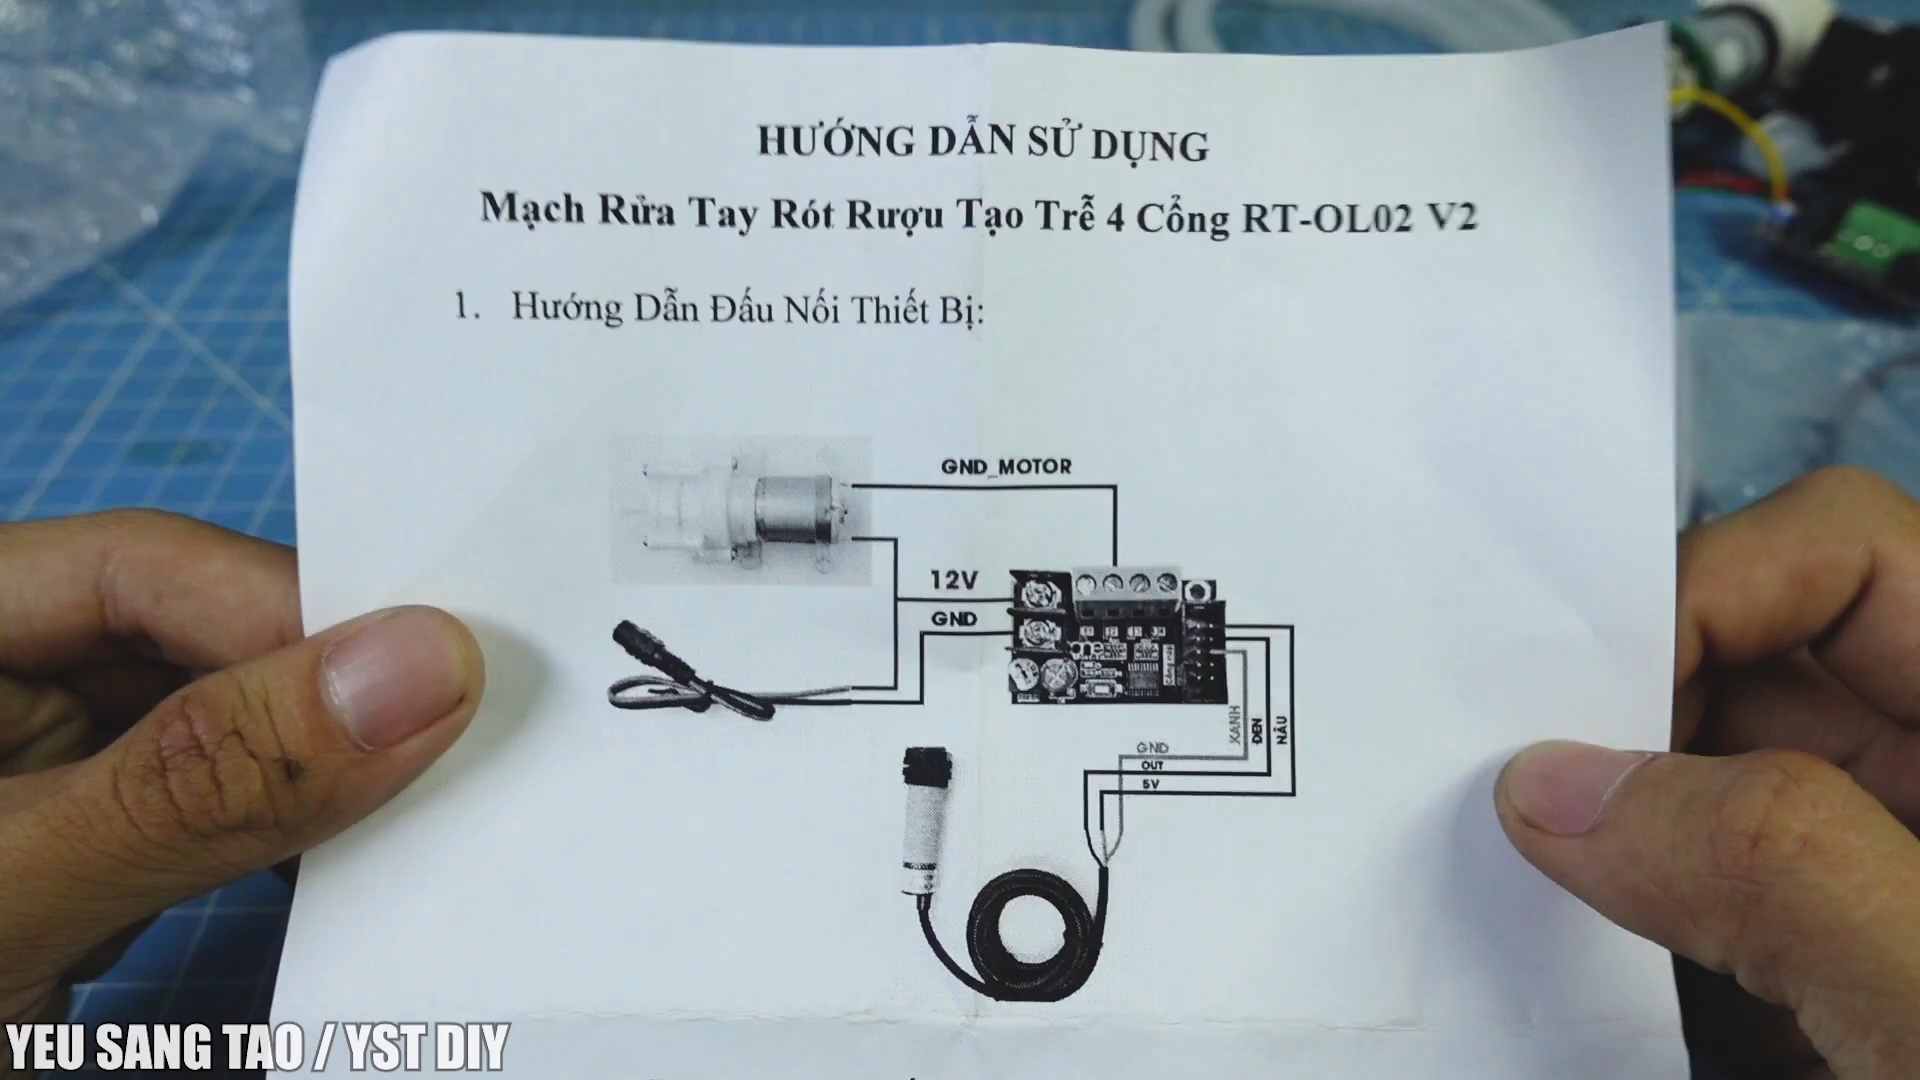 HƯỚNG DẪN SỬ DỤNG
Mạch Rửa Tay Rót Rượu Tạo Trễ 4 Cổng RT-OL02 V2
1. Hướng Dẫn Đấu Nối Thiết Bị:
GND_MOTOR
12V
GND
one
XANH
ĐEN
NÂU
GND
OUT
5V
YEU SANG TAO / YST DIY